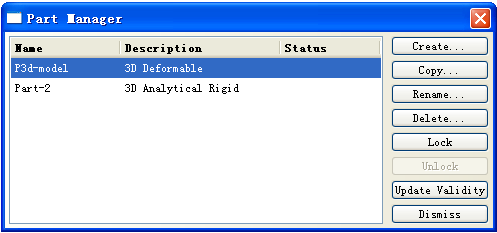 Part Manager
Name Description Status
P3d-model 3D Deformable
Part-2 3D Analytical Rigid
Create...
Copy...
Rename...
Delete...
Lock
Unlock
Update Validity
Dismiss